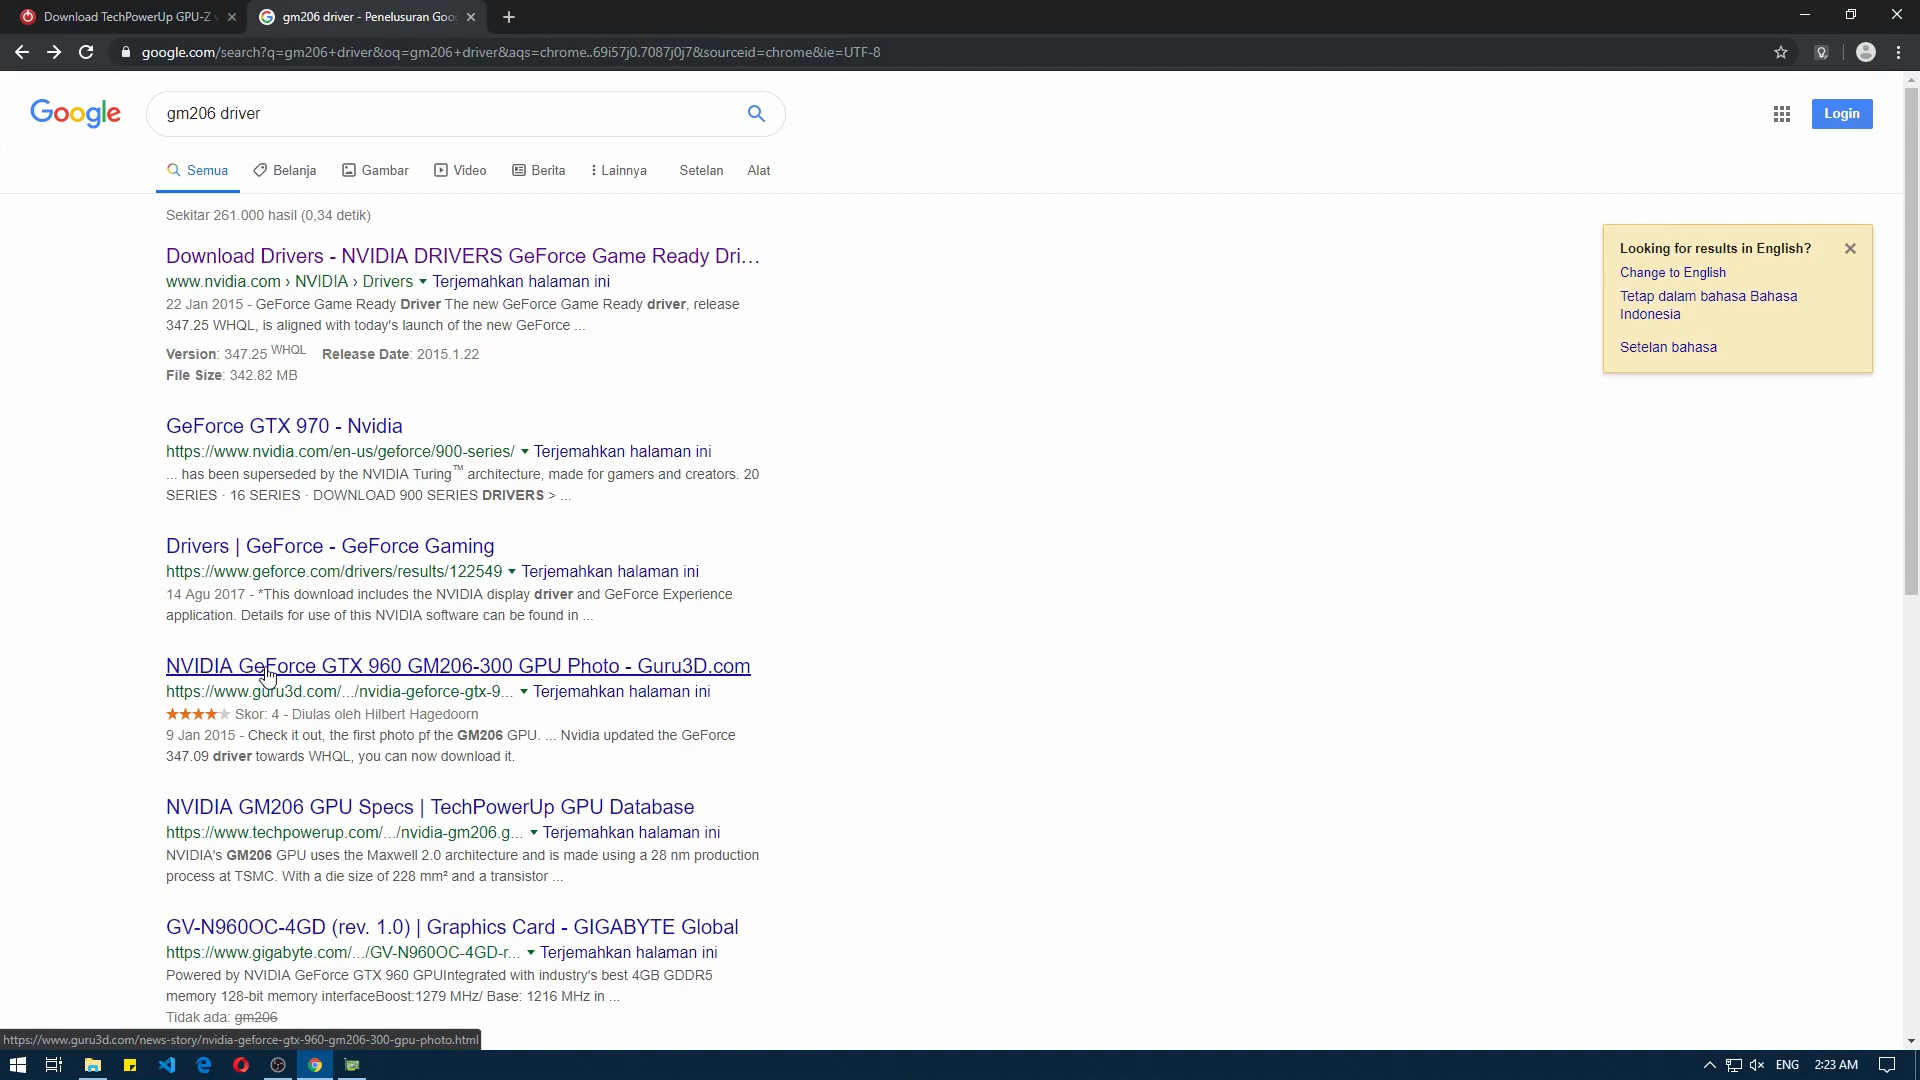 Download TechPowerUp GPU-Z
gm206 driver - Penelusuran Goo
google.com/search?q=gm206+driver&oq=gm206+driver&aqs=chrome..69i57j0.7087j0j7&sourceid=chrome&ie=UTF-8
Google
gm206 driver
Login
Semua
Belanja
Gambar
Video
Berita
Lainnya
Setelan
Alat
Sekitar 261.000 hasil (0,34 detik)
Download Drivers - NVIDIA DRIVERS GeForce Game Ready Dri...
www.nvidia.com › NVIDIA › Drivers Terjemahkan halaman ini
22 Jan 2015 - GeForce Game Ready Driver The new GeForce Game Ready driver, release
347.25 WHQL, is aligned with today's launch of the new GeForce ...
Version: 347.25 WHQL Release Date: 2015.1.22
File Size: 342.82 MB
GeForce GTX 970 - Nvidia
https://www.nvidia.com/en-us/geforce/900-series/ Terjemahkan halaman ini
... has been superseded by the NVIDIA Turing™ architecture, made for gamers and creators. 20
SERIES · 16 SERIES · DOWNLOAD 900 SERIES DRIVERS > ...
Drivers | GeForce - GeForce Gaming
https://www.geforce.com/drivers/results/122549 Terjemahkan halaman ini
14 Agu 2017 - *This download includes the NVIDIA display driver and GeForce Experience
application. Details for use of this NVIDIA software can be found in ...
NVIDIA GeForce GTX 960 GM206-300 GPU Photo - Guru3D.com
https://www.guru3d.com/.../nvidia-geforce-gtx-9... Terjemahkan halaman ini
Skor: 4 - Diulas oleh Hilbert Hagedoorn
9 Jan 2015 - Check it out, the first photo pf the GM206 GPU. ... Nvidia updated the GeForce
347.09 driver towards WHQL, you can now download it.
NVIDIA GM206 GPU Specs | TechPowerUp GPU Database
https://www.techpowerup.com/.../nvidia-gm206.g... Terjemahkan halaman ini
NVIDIA's GM206 GPU uses the Maxwell 2.0 architecture and is made using a 28 nm production
process at TSMC. With a die size of 228 mm² and a transistor ...
GV-N960OC-4GD (rev. 1.0) | Graphics Card - GIGABYTE Global
https://www.gigabyte.com/.../GV-N960OC-4GD-r... Terjemahkan halaman ini
Powered by NVIDIA GeForce GTX 960 GPUIntegrated with industry's best 4GB GDDR5
memory 128-bit memory interfaceBoost:1279 MHz/ Base: 1216 MHz in ...
Tidak ada: gm206
Looking for results in English?
Change to English
Tetap dalam bahasa Bahasa
Indonesia
Setelan bahasa
https://www.guru3d.com/news-story/nvidia-geforce-gtx-960-gm206-300-gpu-photo.html
ENG
2:23 AM